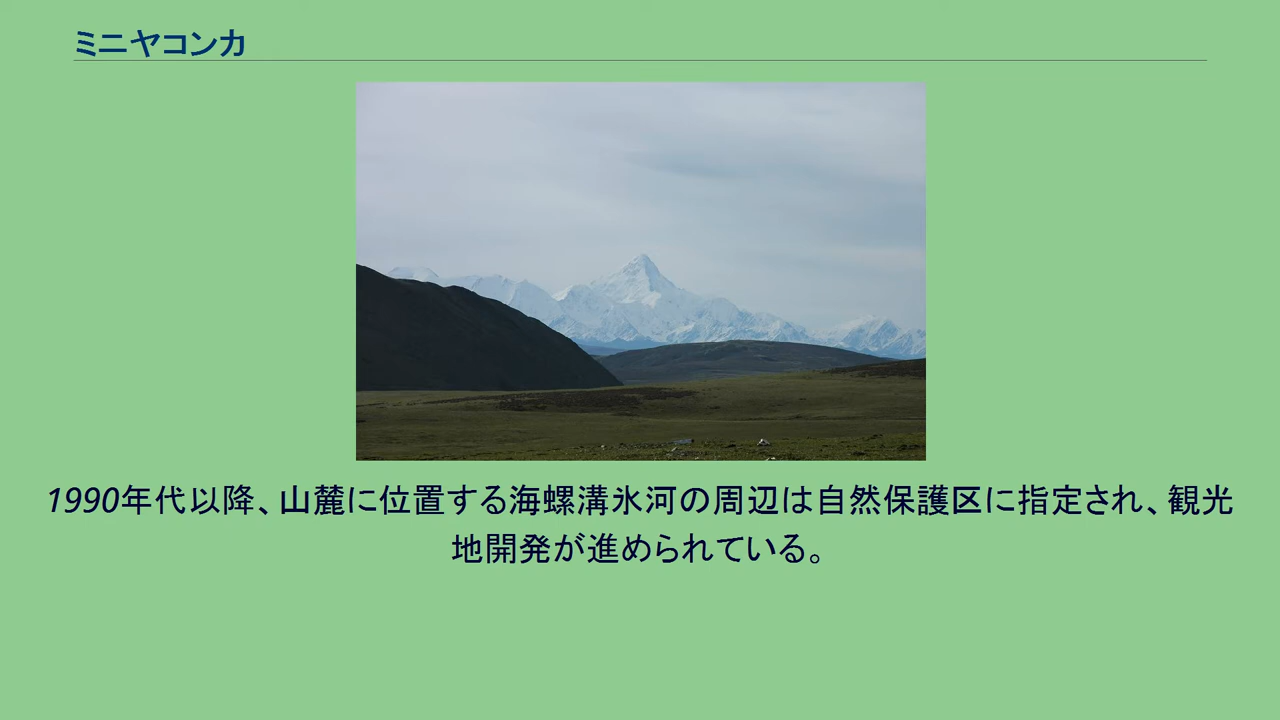 ミニヤコンカ
1990年代以降、山麓に位置する海螺溝氷河の周辺は自然保護区に指定され、観光
地開発が進められている。